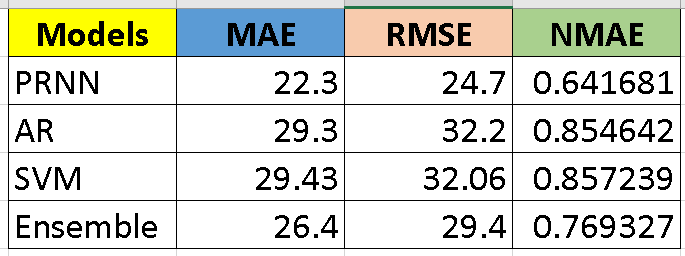 Models MAE RMSE NMAE
PRNN 22.3 24.7 0.641681
AR 29.3 32.2 0.854642
SVM 29.43 32.06 0.857239
Ensemble 26.4 29.4 0.769327